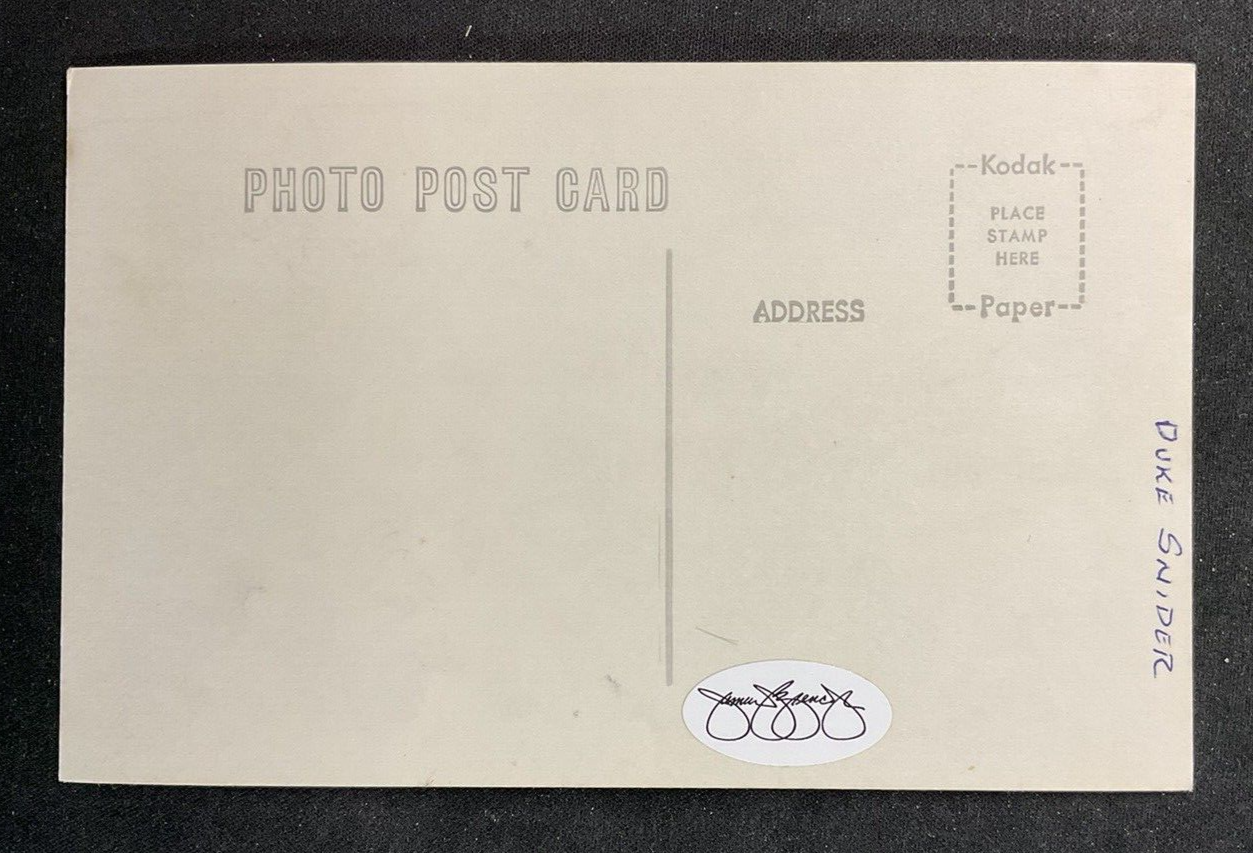 PHOTO POST CARD
Kodak
PLACE
STAMP
HERE
Paper
ADDRESS
DUKE SNIDER